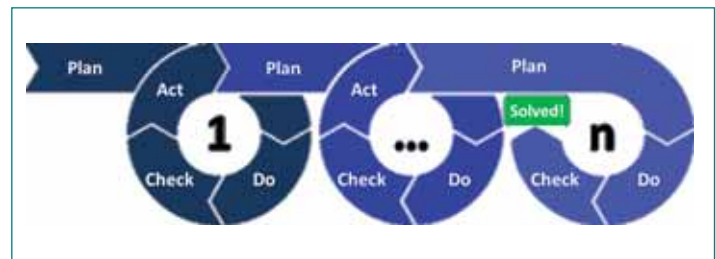 Plan
Plan
Plan
Act
Act
Solved!
1
...
n
Check
Do
Check
Do
Check
Do